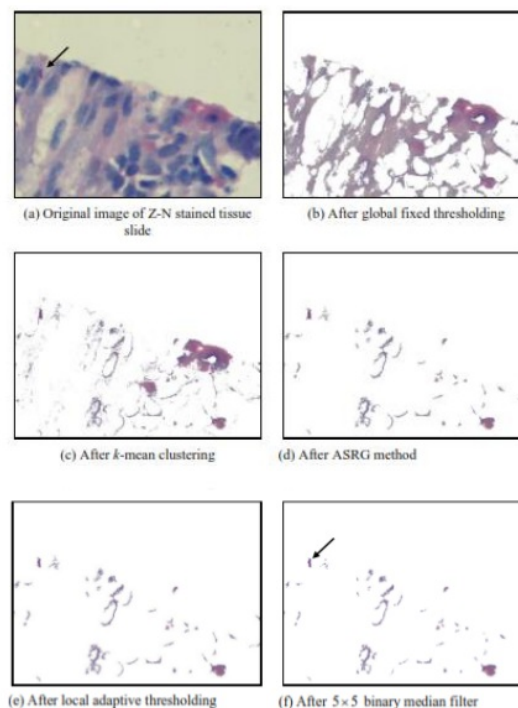 (a) Original image of Z-N stained tissue
slide
(b) After global fixed thresholding
(c) After k-mean clustering
(d) After ASRG method
(e) After local adaptive thresholding
(f) After 5×5 binary median filter